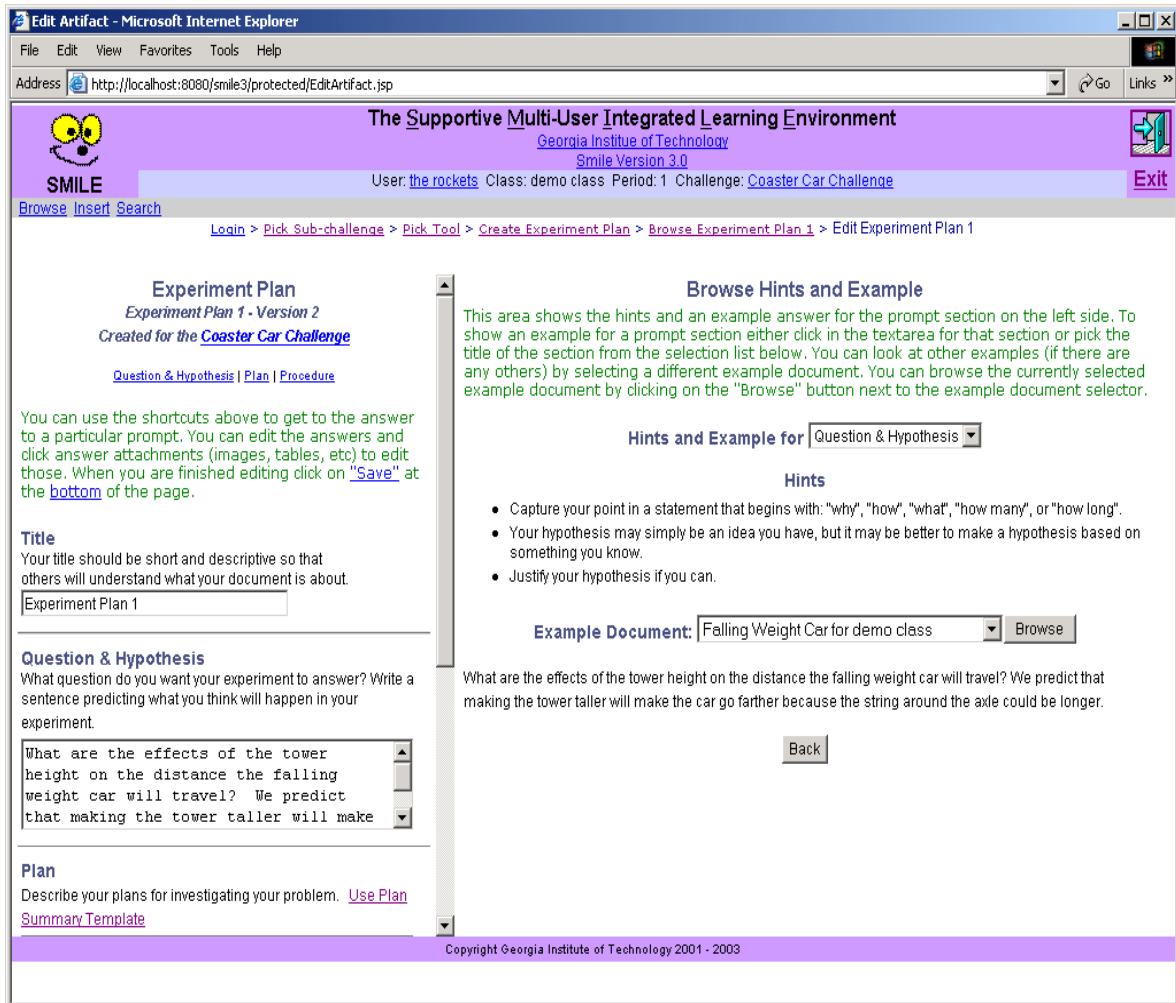 Edit Artifact - Microsoft Internet Explorer
File Edit View Favorites Tools Help
Address http://localhost:8080/smile3/protected/EditArtifact.jsp Go Links »
The Supportive Multi-User Integrated Learning Environment
Georgia Institue of Technology
Smile Version 3.0
SMILE
User: the rockets Class: demo class Period: 1 Challenge: Coaster Car Challenge
Exit
Browse Insert Search
Login > Pick Sub-challenge > Pick Tool > Create Experiment Plan > Browse Experiment Plan 1 > Edit Experiment Plan 1
Experiment Plan
Experiment Plan 1 - Version 2
Created for the Coaster Car Challenge
Question & Hypothesis | Plan | Procedure
You can use the shortcuts above to get to the answer
to a particular prompt. You can edit the answers and
click answer attachments (images, tables, etc) to edit
those. When you are finished editing click on "Save" at
the bottom of the page.
Title
Your title should be short and descriptive so that
others will understand what your document is about.
Experiment Plan 1
Question & Hypothesis
What question do you want your experiment to answer? Write a
sentence predicting what you think will happen in your
experiment.
What are the effects of the tower
height on the distance the falling
weight car will travel? We predict
that making the tower taller will make
Plan
Describe your plans for investigating your problem. Use Plan
Summary Template
Browse Hints and Example
This area shows the hints and an example answer for the prompt section on the left side. To
show an example for a prompt section either click in the textarea for that section or pick the
title of the section from the selection list below. You can look at other examples (if there are
any others) by selecting a different example document. You can browse the currently selected
example document by clicking on the "Browse" button next to the example document selector.
Hints and Example for Question & Hypothesis
Hints
• Capture your point in a statement that begins with: "why", "how", "what", "how many", or "how long".
• Your hypothesis may simply be an idea you have, but it may be better to make a hypothesis based on
something you know.
• Justify your hypothesis if you can.
Example Document: Falling Weight Car for demo class Browse
What are the effects of the tower height on the distance the falling weight car will travel? We predict that
making the tower taller will make the car go farther because the string around the axle could be longer.
Back
Copyright Georgia Institute of Technology 2001 - 2003